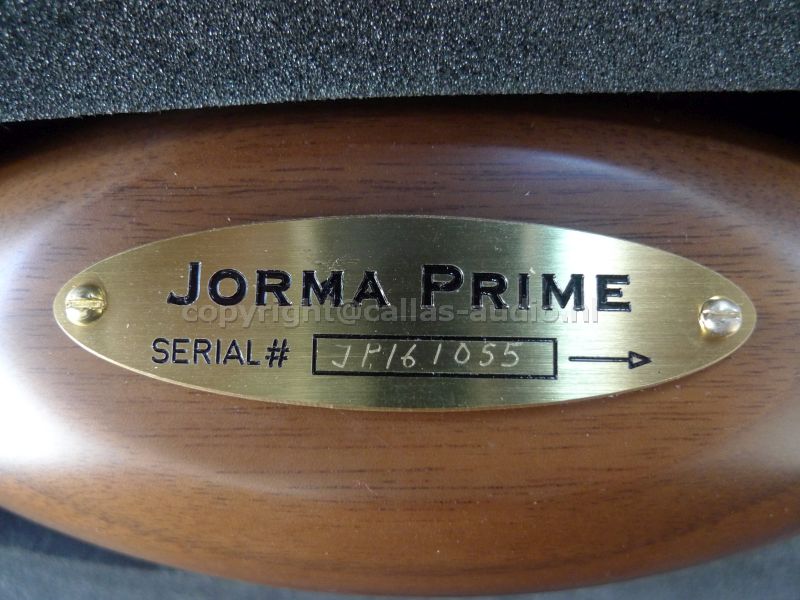 JORMA PRIME
copyright@callas-audio.nl
SERIAL# JP161055